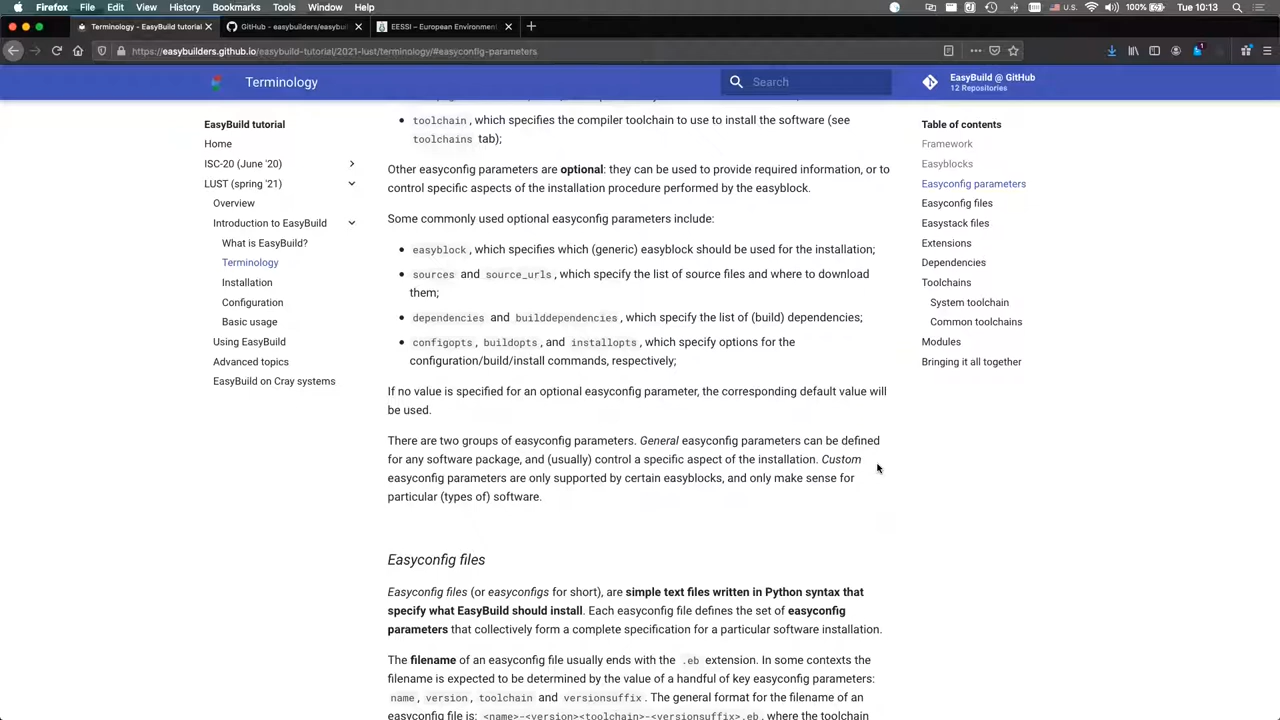 Firefox File Edit View History Bookmarks Tools Window Help 100% Tue 10:13
Terminology - EasyBuild tutorial GitHub - easybuilders/easybui EESSI – European Environment
https://easybuilders.github.io/easybuild-tutorial/2021-lust/terminology/#easyconfig-parameters
Terminology Search EasyBuild @ GitHub
12 Repositories
EasyBuild tutorial
Home
ISC-20 (June '20)
LUST (spring '21)
Overview
Introduction to EasyBuild
What is EasyBuild?
Terminology
Installation
Configuration
Basic usage
Using EasyBuild
Advanced topics
EasyBuild on Cray systems
toolchain, which specifies the compiler toolchain to use to install the software (see
toolchains tab);
Other easyconfig parameters are optional: they can be used to provide required information, or to
control specific aspects of the installation procedure performed by the easyblock.
Some commonly used optional easyconfig parameters include:
easyblock, which specifies which (generic) easyblock should be used for the installation;
sources and source_urls, which specify the list of source files and where to download
them;
dependencies and builddependencies, which specify the list of (build) dependencies;
configopts, buildopts, and installopts, which specify options for the
configuration/build/install commands, respectively;
If no value is specified for an optional easyconfig parameter, the corresponding default value will
be used.
There are two groups of easyconfig parameters. General easyconfig parameters can be defined
for any software package, and (usually) control a specific aspect of the installation. Custom
easyconfig parameters are only supported by certain easyblocks, and only make sense for
particular (types of) software.
Easyconfig files
Easyconfig files (or easyconfigs for short), are simple text files written in Python syntax that
specify what EasyBuild should install. Each easyconfig file defines the set of easyconfig
parameters that collectively form a complete specification for a particular software installation.
The filename of an easyconfig file usually ends with the .eb extension. In some contexts the
filename is expected to be determined by the value of a handful of key easyconfig parameters:
name, version, toolchain and versionsuffix. The general format for the filename of an
easyconfig file is: <name>-<version><toolchain>-<versionsuffix>.eb, where the toolchain
Table of contents
Framework
Easyblocks
Easyconfig parameters
Easyconfig files
Easystack files
Extensions
Dependencies
Toolchains
System toolchain
Common toolchains
Modules
Bringing it all together